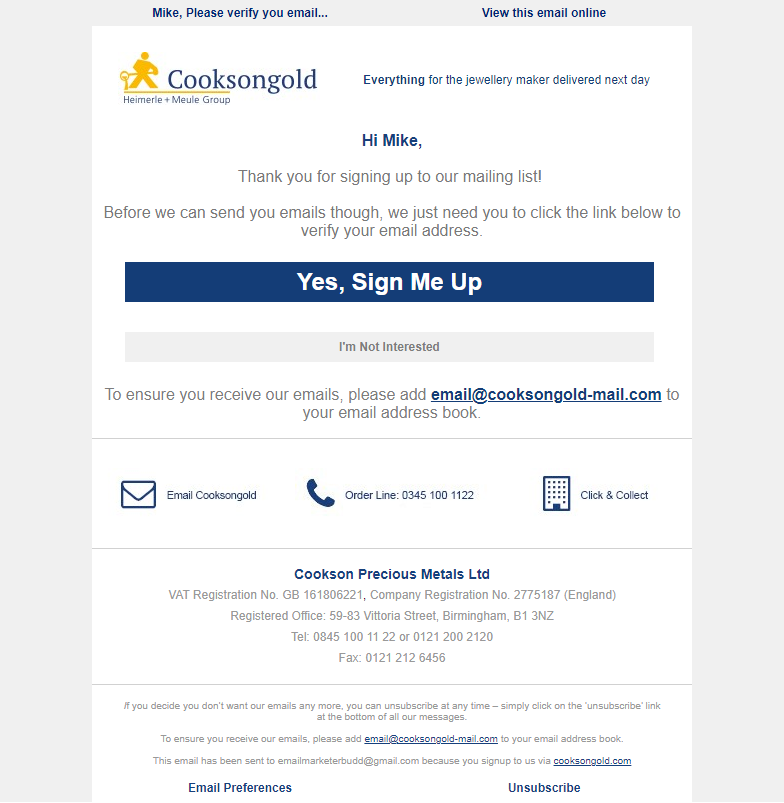 Mike, Please verify you email...
View this email online
Cooksongold
Heimerle + Meule Group
Everything for the jewellery maker delivered next day
Hi Mike,
Thank you for signing up to our mailing list!
Before we can send you emails though, we just need you to click the link below to
verify your email address.
Yes, Sign Me Up
I'm Not Interested
To ensure you receive our emails, please add email@cooksongold-mail.com to
your email address book.
Email Cooksongold
Order Line: 0345 100 1122
Click & Collect
Cookson Precious Metals Ltd
VAT Registration No. GB 161806221, Company Registration No. 2775187 (England)
Registered Office: 59-83 Vittoria Street, Birmingham, B1 3NZ
Tel: 0845 100 11 22 or 0121 200 2120
Fax: 0121 212 6456
If you decide you don't want our emails any more, you can unsubscribe at any time – simply click on the 'unsubscribe' link
at the bottom of all our messages.
To ensure you receive our emails, please add email@cooksongold-mail.com to your email address book.
This email has been sent to emailmarketerbudd@gmail.com because you signup to us via cooksongold.com
Email Preferences
Unsubscribe